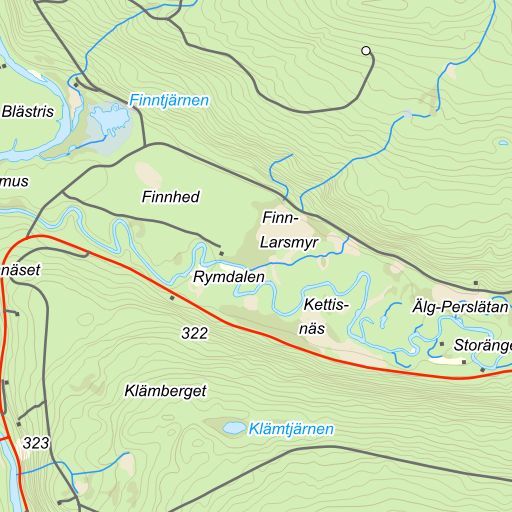 Finntjärnen
Blästris
mus
Finnhed
Finn-
Larsmyr
näset
Rymdalen
Kettis-
näs
Älg-Perslätan
322
Storänge
Klämberget
Klämtjärnen
323